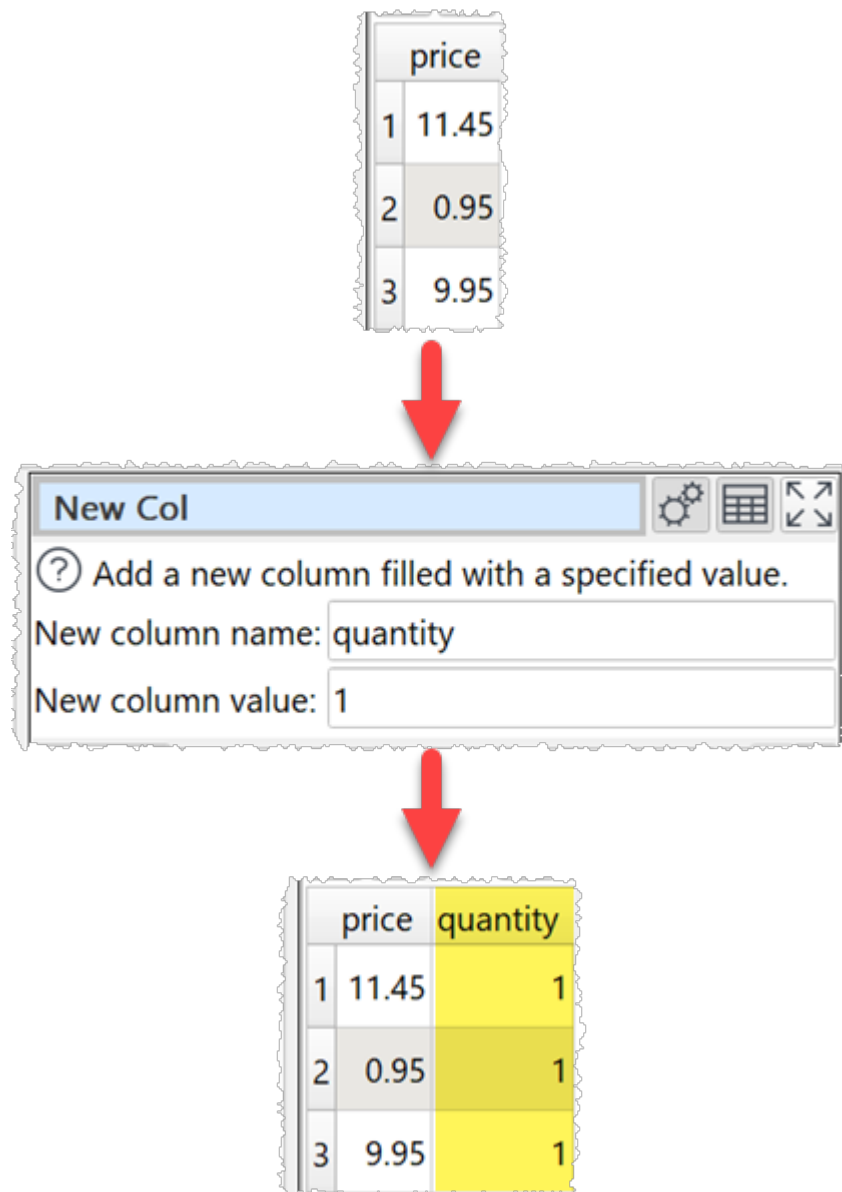 price
1 11.45
2 0.95
3 9.95
New Col
? Add a new column filled with a specified value.
New column name: quantity
New column value: 1
price quantity
1 11.45 1
2 0.95 1
3 9.95 1